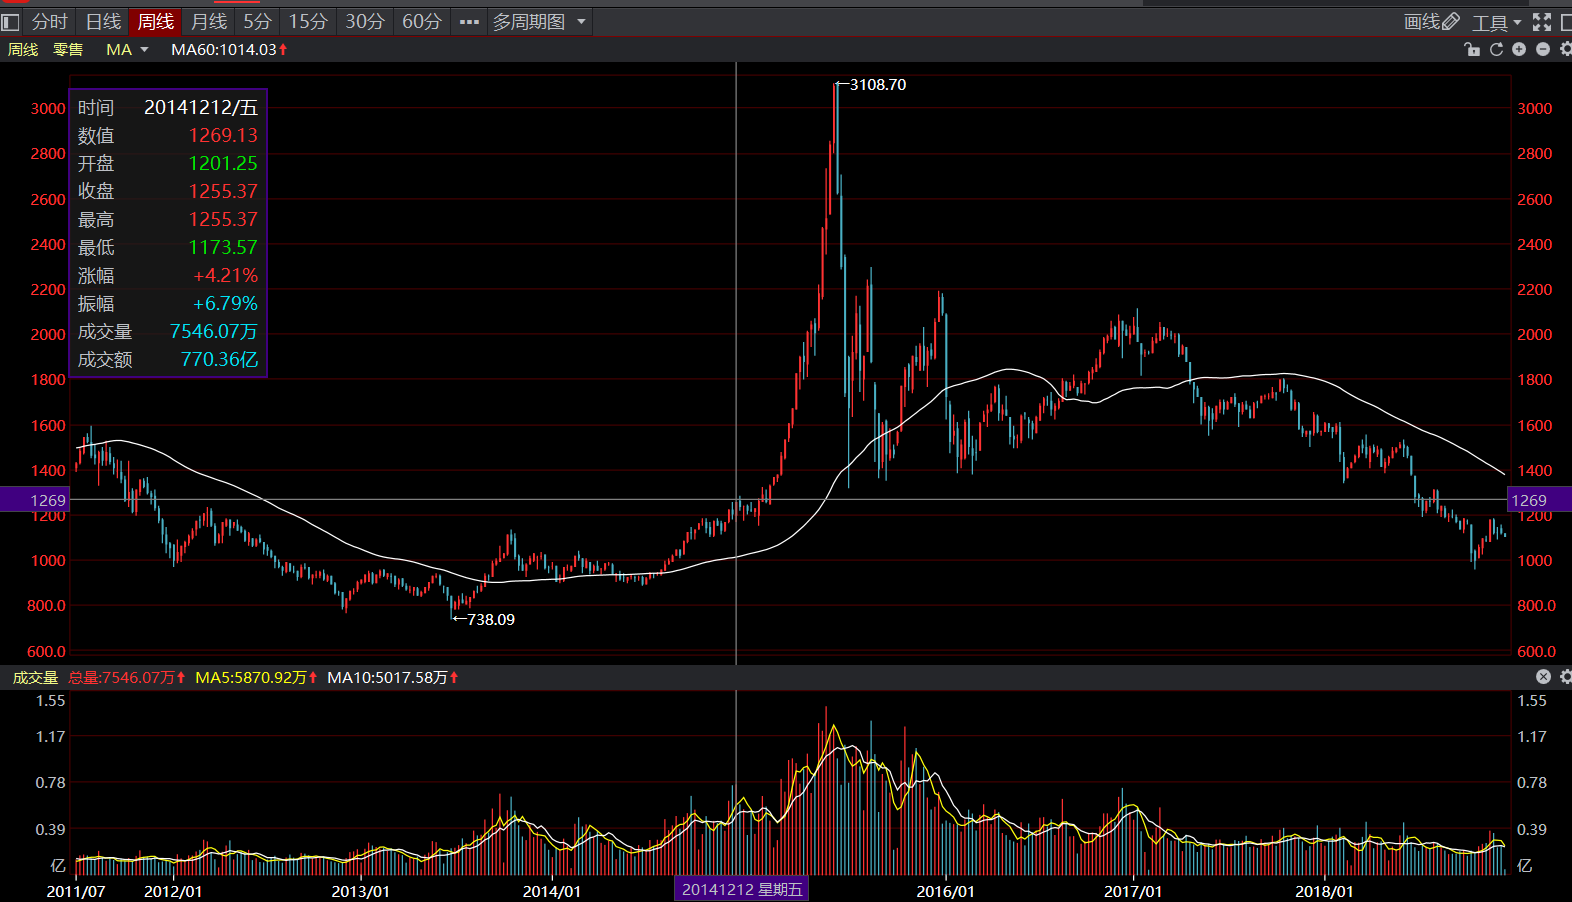 分时 日线 周线 月线 5分 15分 30分 60分 ••• 多周期图 画线 工具
周线 零售 MA MA60:1014.03↑
←3108.70
3000 3000
2800 2800
2600 2600
2400 2400
2200 2200
2000 2000
1800 1800
1600 1600
1400 1400
1269 1269
1200 1200
1000 1000
800.0 800.0
600.0 600.0
时间 20141212/五
数值 1269.13
开盘 1201.25
收盘 1255.37
最高 1255.37
最低 1173.57
涨幅 +4.21%
振幅 +6.79%
成交量 7546.07万
成交额 770.36亿
←738.09
成交量 总量:7546.07万↑ MA5:5870.92万↑ MA10:5017.58万↑
1.55 1.55
1.17 1.17
0.78 0.78
0.39 0.39
亿 亿
2011/07 2012/01 2013/01 2014/01 20141212 星期五 2016/01 2017/01 2018/01